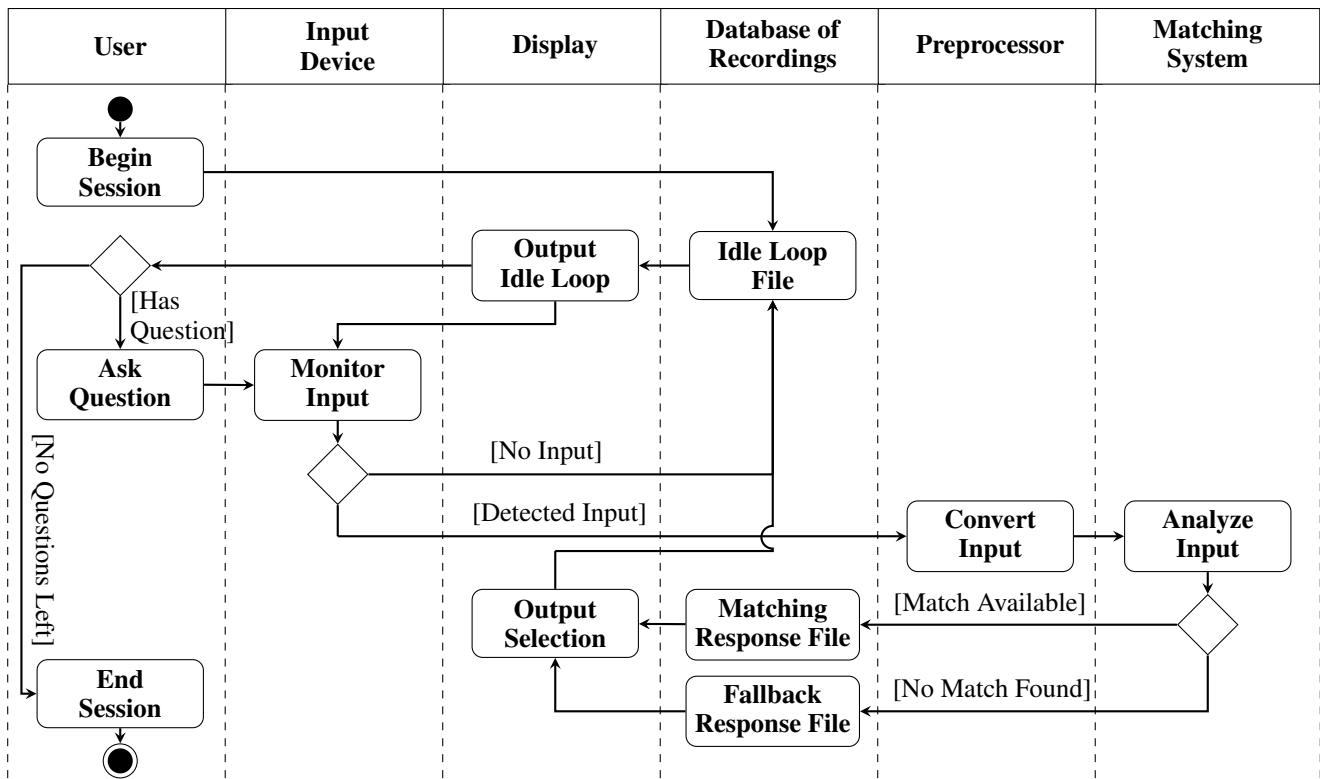 User
Input
Device
Display
Database of
Recordings
Preprocessor
Matching
System
Begin
Session
Output
Idle Loop
Idle Loop
File
[Has
Question]
Ask
Question
Monitor
Input
[No Input]
[No Questions Left]
[Detected Input]
Convert
Input
Analyze
Input
Output
Selection
Matching
Response File
[Match Available]
End
Session
Fallback
Response File
[No Match Found]